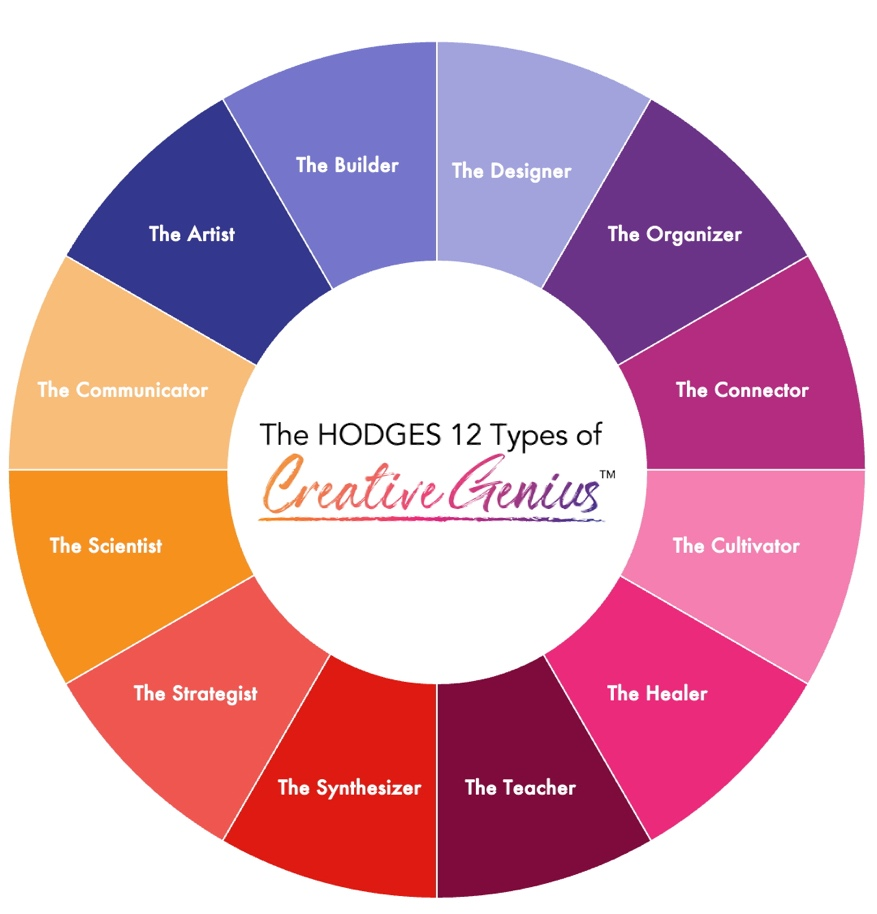 The Builder
The Designer
The Artist
The Organizer
The Communicator
The Connector
The HODGES 12 Types of
Creative Genius™
The Scientist
The Cultivator
The Strategist
The Healer
The Synthesizer
The Teacher